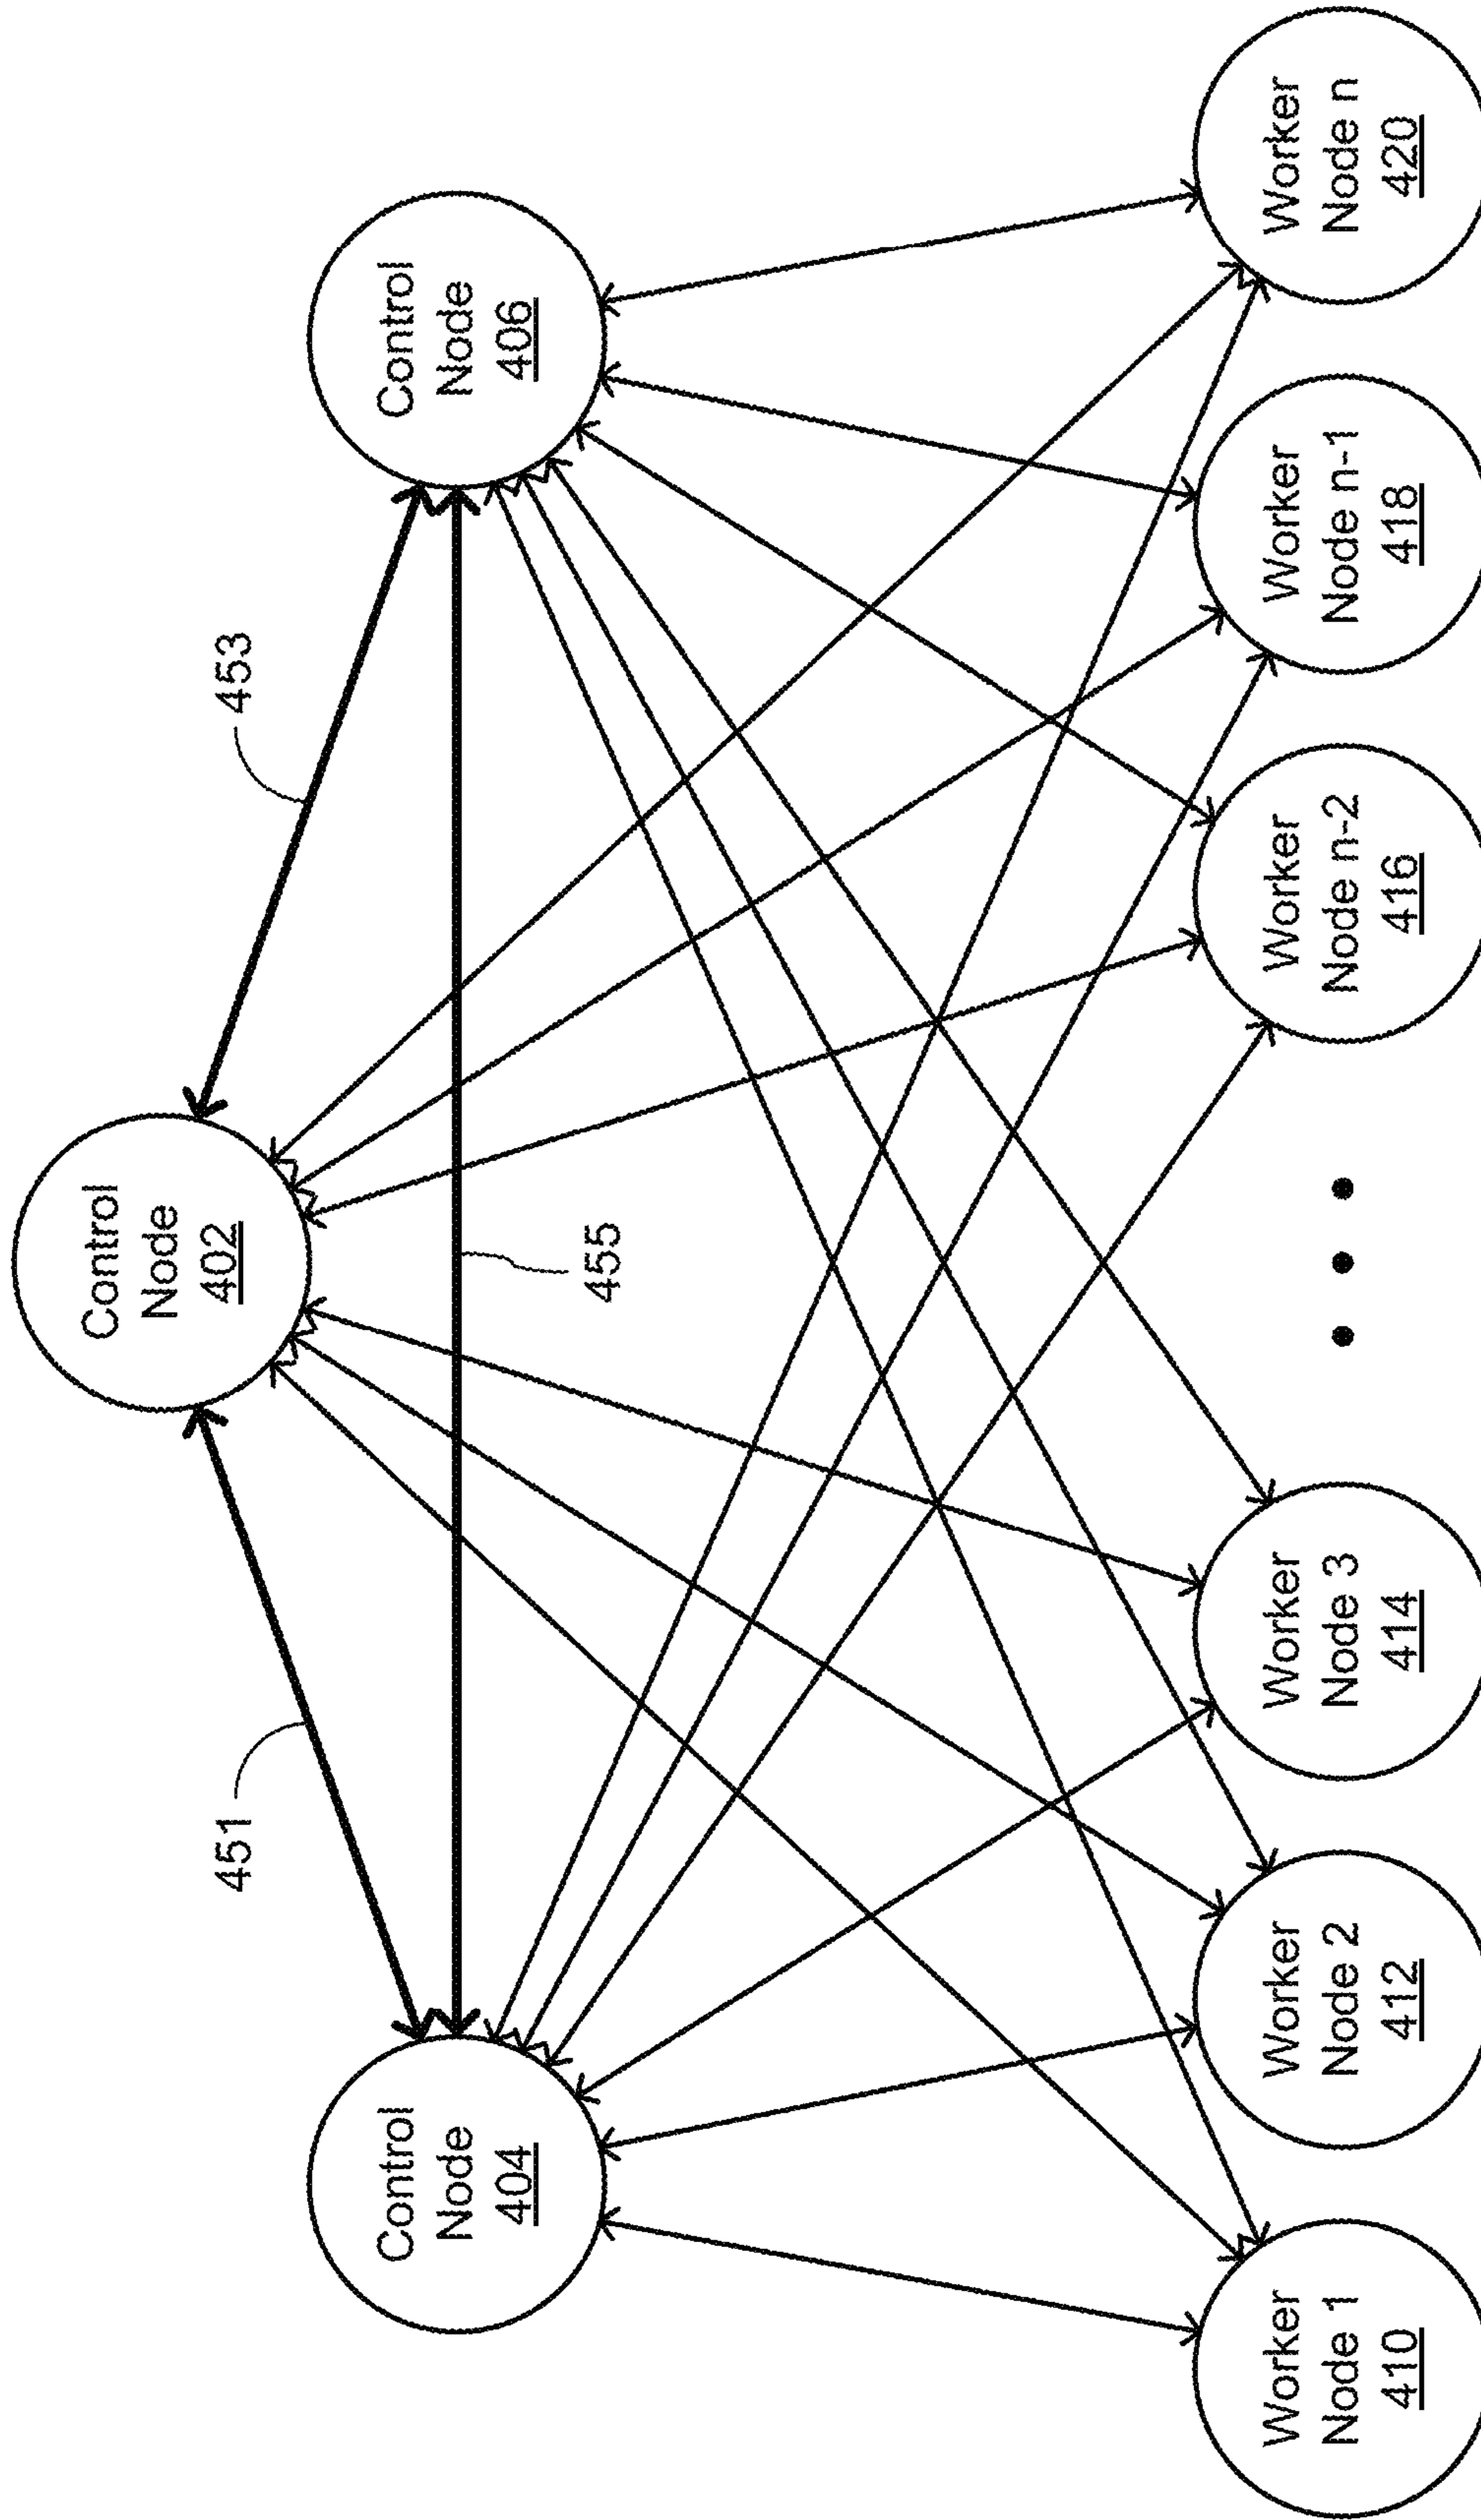 Control
Node
402
451
453
Control
Node
404
Control
Node
406
455
Worker
Node 1
410
Worker
Node 2
412
Worker
Node 3
414
Worker
Node n-2
416
Worker
Node n-1
418
Worker
Node n
420